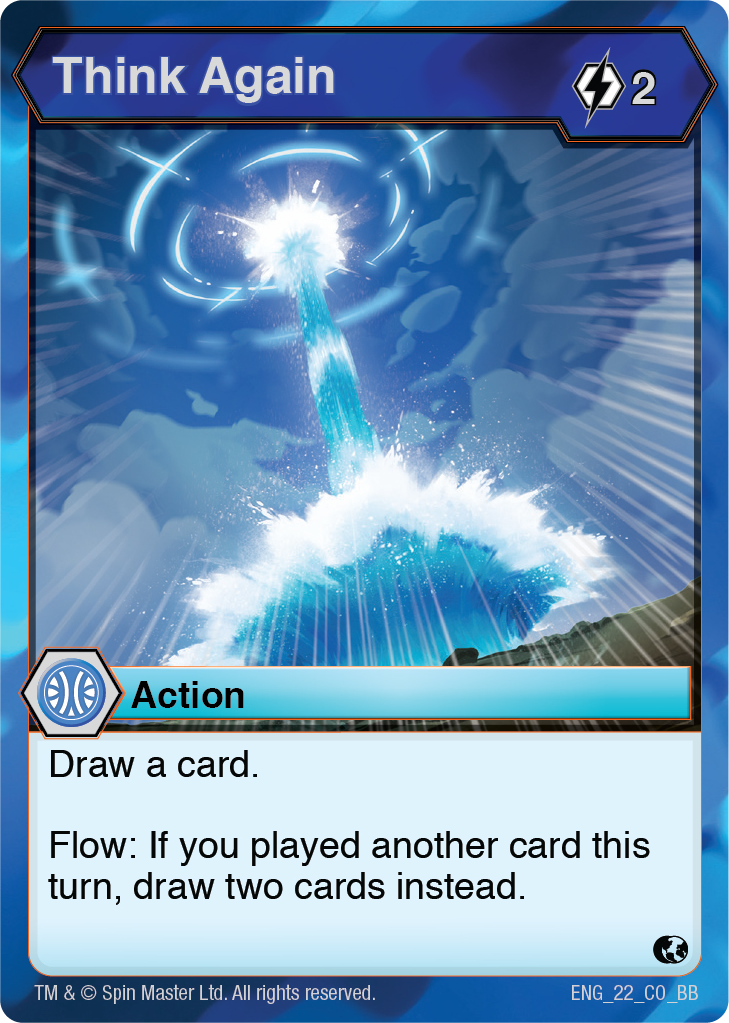 Think Again
2
Action
Draw a card.
Flow: If you played another card this
turn, draw two cards instead.
TM & © Spin Master Ltd. All rights reserved.
ENG_22_CO_BB